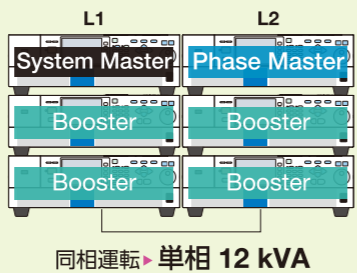 L1 L2
System Master Phase Master
Booster Booster
Booster Booster
同相運転▶単相 12 kVA